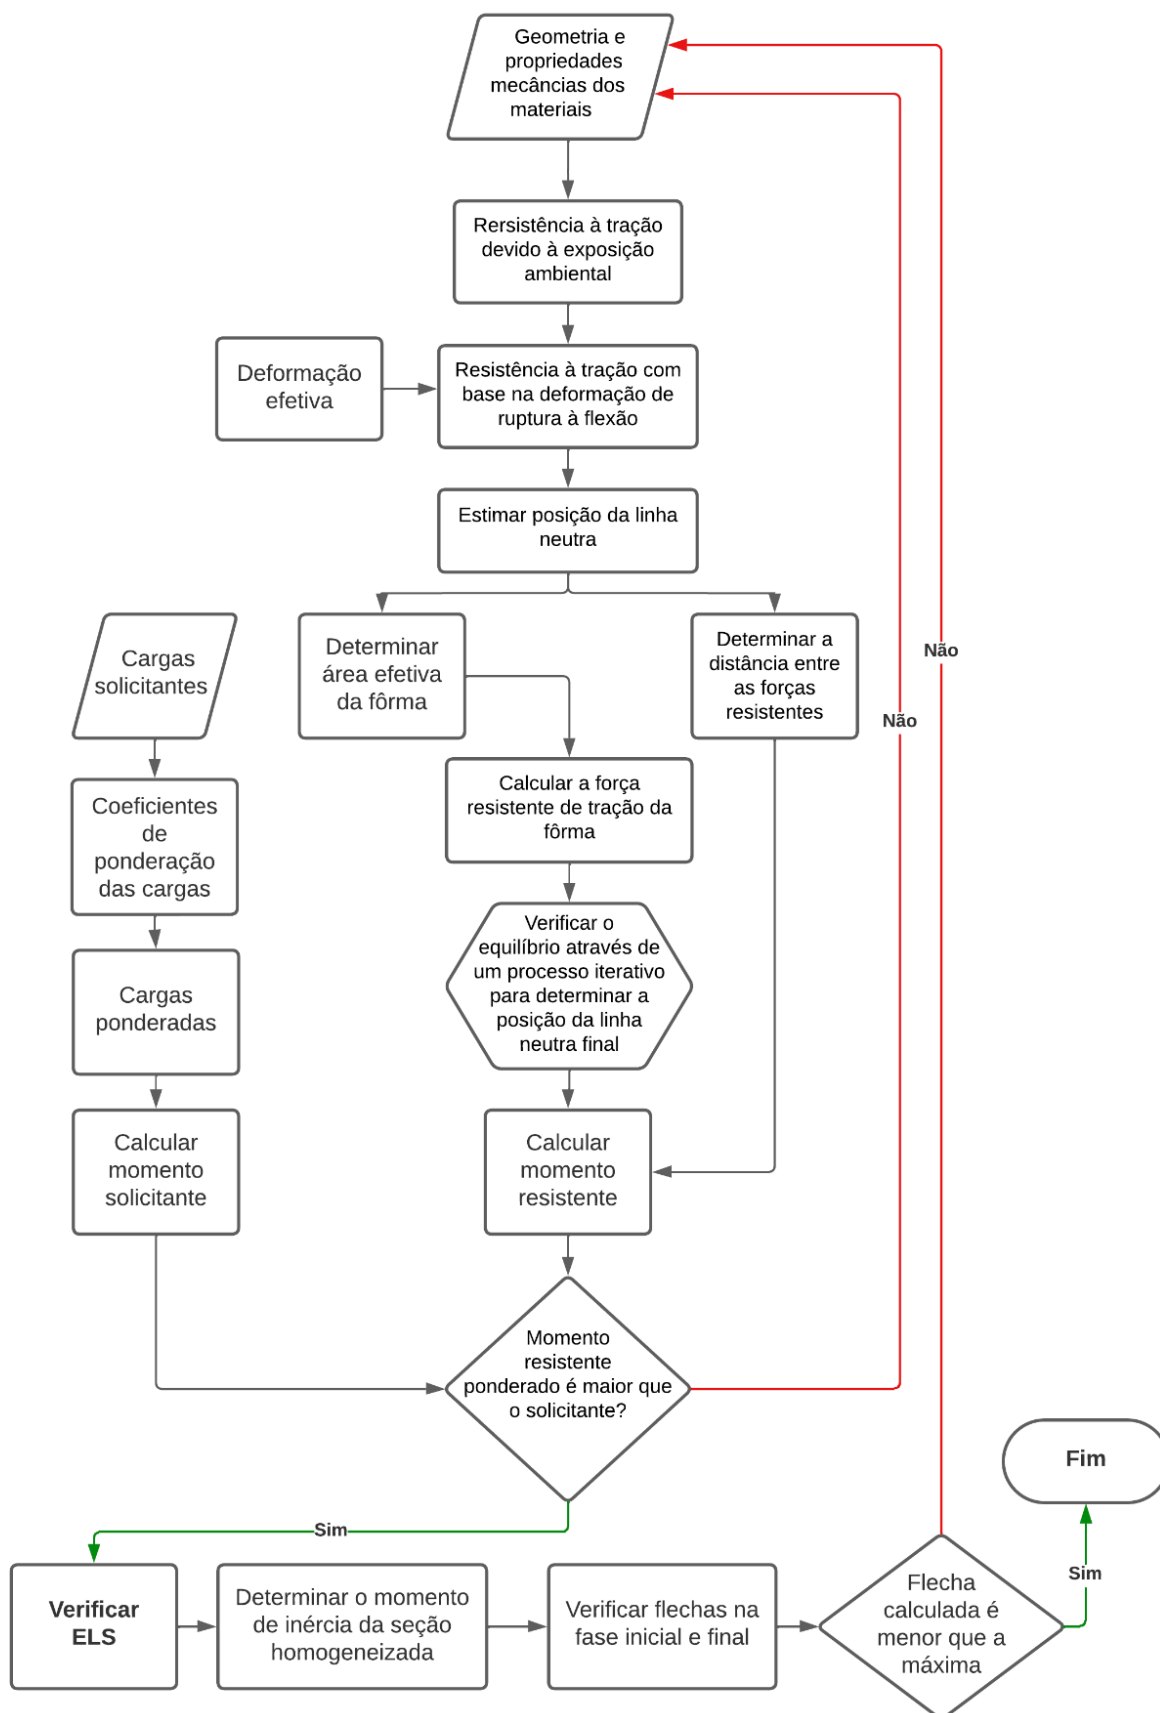 Geometria e
propriedades
mecâncias dos
materiais
Rersistência à tração
devido à exposição
ambiental
Deformação
efetiva
Resistência à tração com
base na deformação de
ruptura à flexão
Estimar posição da linha
neutra
Cargas
solicitantes
Determinar
área efetiva
da fôrma
Determinar a
distância entre
as forças
resistentes
Não
Não
Coeficientes
de
ponderação
das cargas
Calcular a força
resistente de tração da
fôrma
Cargas
ponderadas
Verificar o
equilíbrio através de
um processo iterativo
para determinar a
posição da linha
neutra final
Calcular
momento
solicitante
Calcular
momento
resistente
Momento
resistente
ponderado é maior que
o solicitante?
Sim
Fim
Sim
Verificar
ELS
Determinar o momento
de inércia da seção
homogeneizada
Verificar flechas na
fase inicial e final
Flecha
calculada é
menor que a
máxima